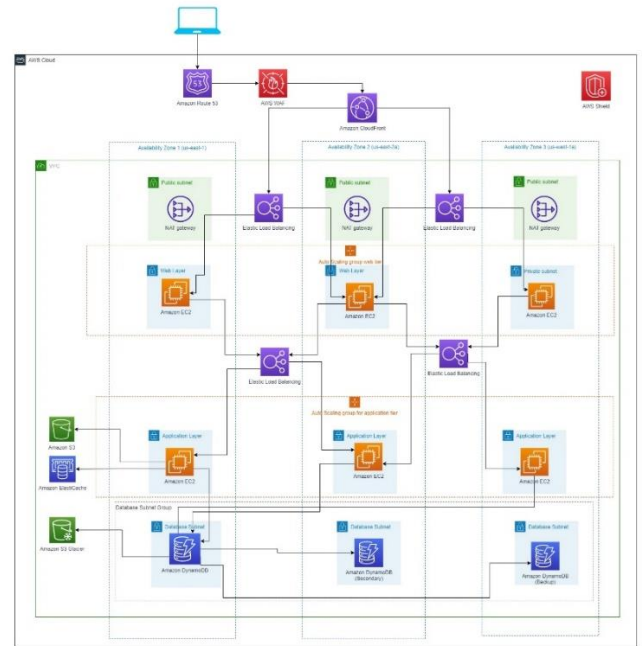 AWS Cloud
Amazon Route 53
AWS WAF
Amazon CloudFront
AWS Shield
Availability Zone 1 (us-east-1)
Availability Zone 2 (us-east-2a)
Availability Zone 3 (us-east-1a)
VPC
Public subnet
Public subnet
Public subnet
NAT gateway
Elastic Load Balancing
NAT gateway
Elastic Load Balancing
NAT gateway
Auto Scaling group web tier
Web Layer
Web Layer
Private subnet
Amazon EC2
Amazon EC2
Amazon EC2
Elastic Load Balancing
Elastic Load Balancing
Auto Scaling group for application tier
Application Layer
Application Layer
Application Layer
Amazon S3
Amazon EC2
Amazon EC2
Amazon EC2
Amazon ElastiCache
Database Subnet Group
Database Subnet
Database Subnet
Database Subnet
Amazon S3 Glacier
Amazon DynamoDB
Amazon DynamoDB
(Secondary)
Amazon DynamoDB
(Backup)